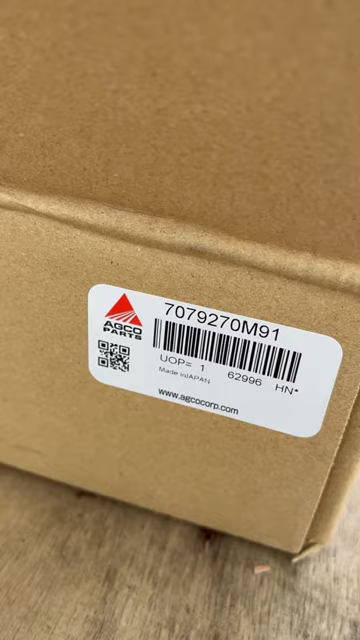 7079270M91
AGCO
PARTS
UOP= 1 62996 HN*
Made in JAPAN
www.agcocorp.com